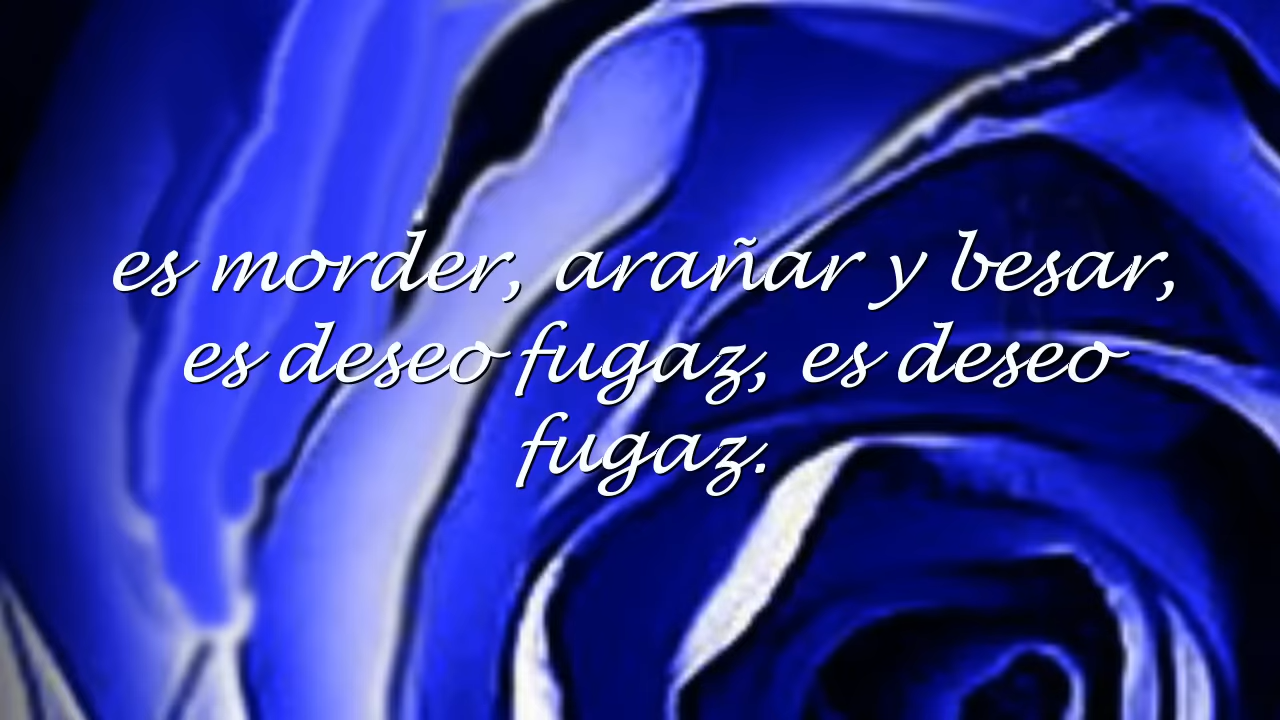 es morder, arañar y besar,
es deseo fugaz, es deseo
fugaz.